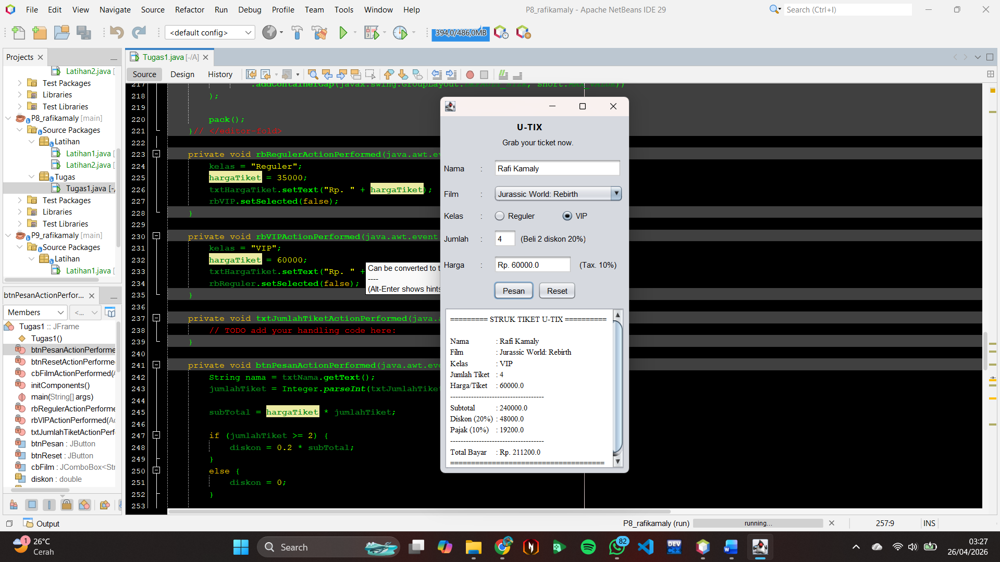 File Edit View Navigate Source Refactor Run Debug Profile Team Tools Window Help
P8_rafikamaly - Apache NetBeans IDE 29
Search (Ctrl+I)
<default config>
394,0/486,0MB
Projects
Latihan2.java
Test Packages
Libraries
Test Libraries
P8_rafikamaly [main]
Source Packages
Latihan
Latihan1.java [
Latihan2.java [
Tugas
Tugas1.java [-/
Test Packages
Libraries
Test Libraries
P9_rafikamaly [main]
Source Packages
Latihan
Latihan1.java [
btnPesanActionPerfor...
Members
<...
Tugas1 :: JFrame
Tugas1()
btnPesanActionPerforme
btnResetActionPerforme
cbFilmActionPerformed(
initComponents()
main(String[] args)
rbRegulerActionPerforme
rbVIPActionPerformed(Ac
txtJumlahTiketActionPerf
btnPesan : JButton
btnReset : JButton
cbFilm : JComboBox<Str
diskon : double
Tugas1.java [-/A]
Source Design History
217 .addContainerGap(javax.swing.GroupLayout.DEFAULT_SIZE, Short.MAX_VALUE))
218 );
219
220 pack();
221 }// </editor-fold>
222
223 private void rbRegulerActionPerformed(java.awt.ev
224 kelas = "Reguler";
225 hargaTiket = 35000;
226 txtHargaTiket.setText("Rp. " + hargaTiket);
227 rbVIP.setSelected(false);
228 }
229
230 private void rbVIPActionPerformed(java.awt.event
231 kelas = "VIP";
232 hargaTiket = 60000;
233 txtHargaTiket.setText("Rp. " +
234 rbReguler.setSelected(false);
235 }
236
237 private void txtJumlahTiketActionPerformed(java.a
238 // TODO add your handling code here:
239 }
240
241 private void btnPesanActionPerformed(java.awt.eve
242 String nama = txtNama.getText();
243 jumlahTiket = Integer.parseInt(txtJumlahTiket
244
245 subTotal = hargaTiket * jumlahTiket;
246
247 if (jumlahTiket >= 2) {
248 diskon = 0.2 * subTotal;
249 }
250 else {
251 diskon = 0;
252 }
253
Can be converted to t
----
(Alt-Enter shows hints
U-TIX
Grab your ticket now.
Nama : Rafi Kamaly
Film : Jurassic World: Rebirth
Kelas : Reguler VIP
Jumlah : 4 (Beli 2 diskon 20%)
Harga : Rp. 60000.0 (Tax. 10%)
Pesan Reset
========= STRUK TIKET U-TIX ==========
Nama : Rafi Kamaly
Film : Jurassic World: Rebirth
Kelas : VIP
Jumlah Tiket : 4
Harga/Tiket : 60000.0
------------------------------------
Subtotal : 240000.0
Diskon (20%) : 48000.0
Pajak (10%) : 19200.0
------------------------------------
Total Bayar : Rp. 211200.0
=====================================
Output
P8_rafikamaly (run)
running...
257:9
INS
1
26°C
Cerah
Search
82
DEV
03:27
26/04/2026